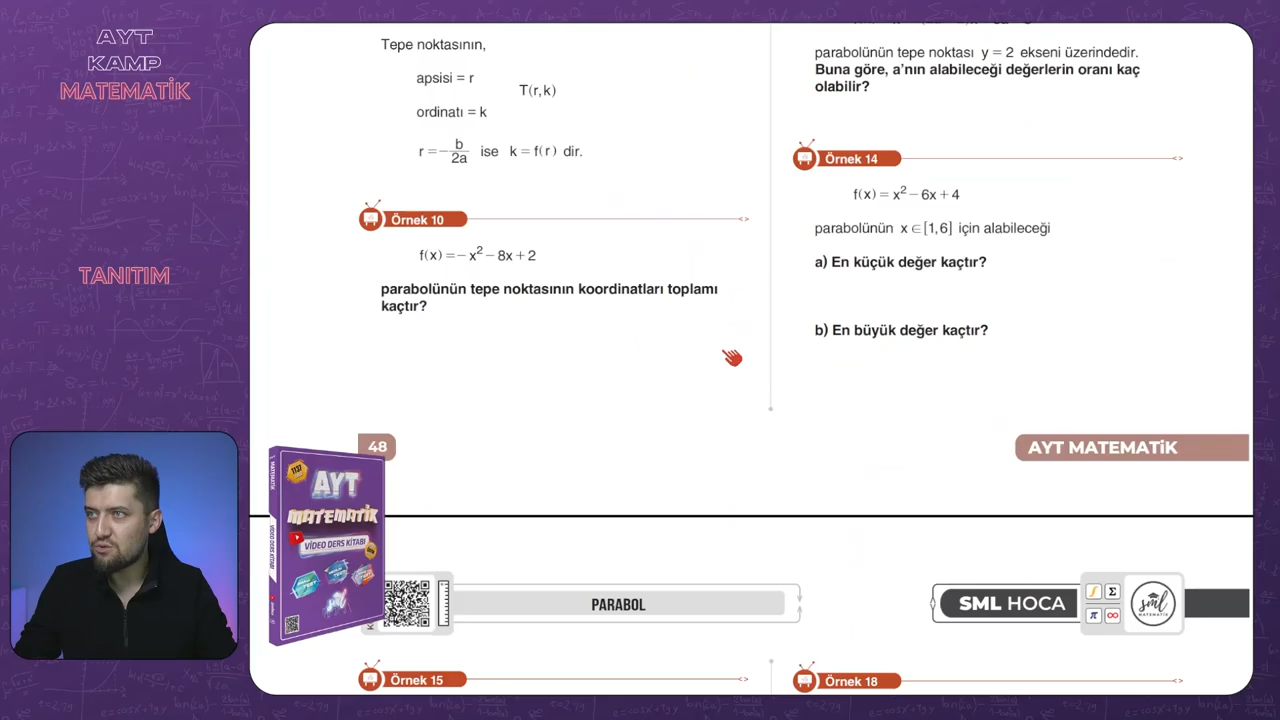 AYT
KAMP
MATEMATİK
TANITIM
Tepe noktasının,
apsisi = r
T(r,k)
ordinatı = k
r = - b/2a ise k = f(r) dir.
Örnek 10
f(x) = - x² - 8x + 2
parabolünün tepe noktasının koordinatları toplamı
kaçtır?
parabolünün tepe noktası y = 2 ekseni üzerindedir.
Buna göre, a'nın alabileceği değerlerin oranı kaç
olabilir?
Örnek 14
f(x) = x² - 6x + 4
parabolünün x ∈ [1,6] için alabileceği
a) En küçük değer kaçtır?
b) En büyük değer kaçtır?
48
AYT MATEMATİK
AYT
MATEMATİK
VİDEO DERS KİTABI
PARABOL
SML HOCA
∫ Σ
π ∞
sml
MATEMATİK
Örnek 15
Örnek 18